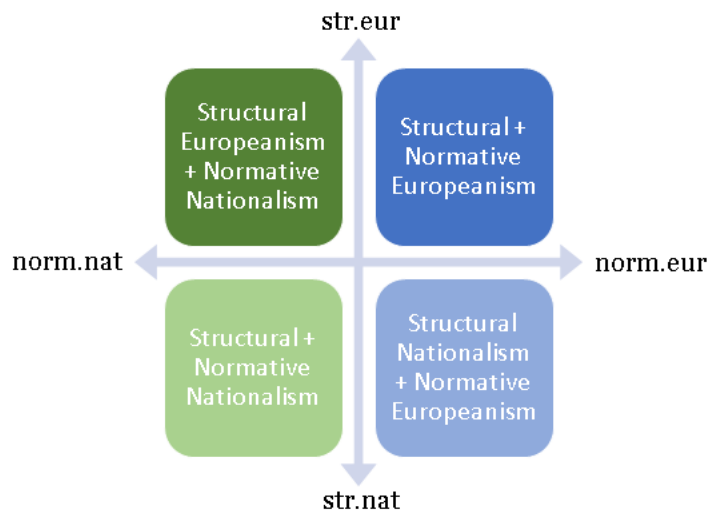 str.eur
Structural
Europeanism
+ Normative
Nationalism
Structural +
Normative
Europeanism
norm.nat
norm.eur
Structural +
Normative
Nationalism
Structural
Nationalism
+ Normative
Europeanism
str.nat